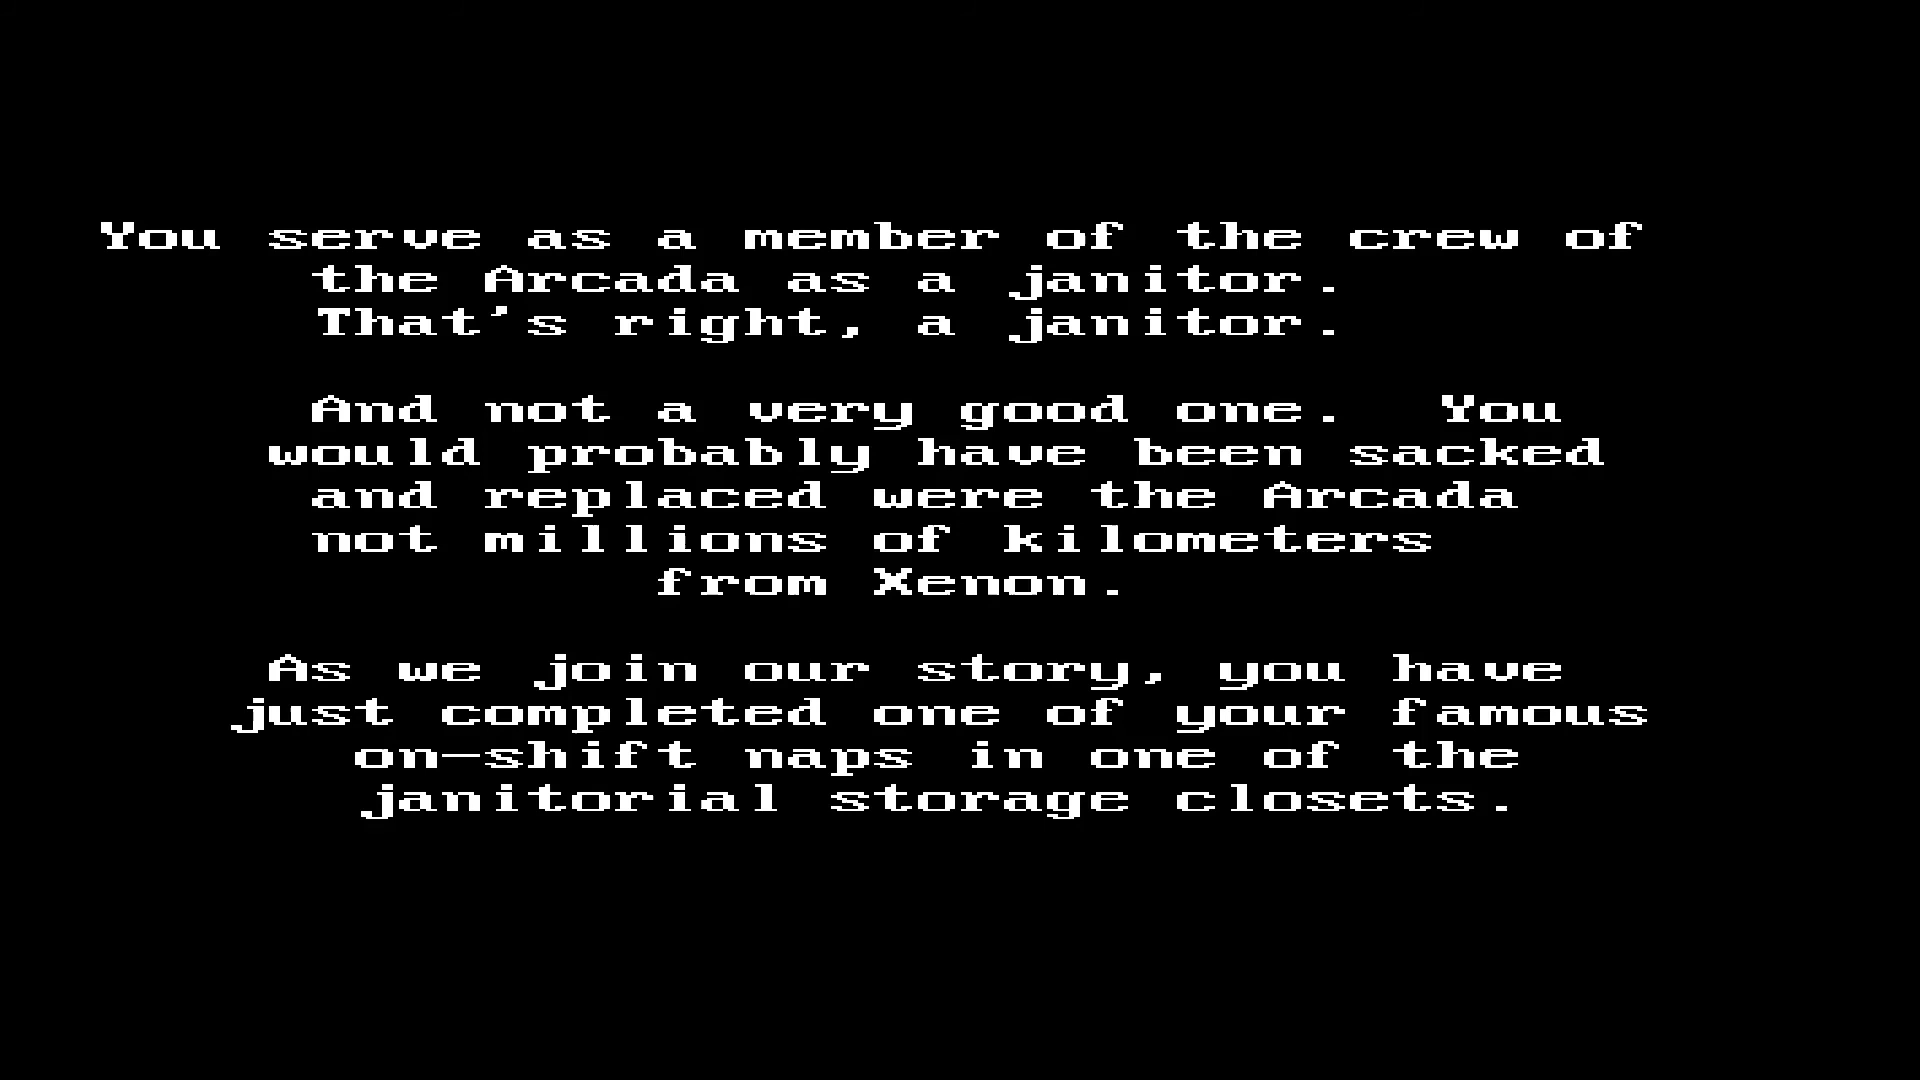 You serve as a member of the crew of
the Arcada as a janitor.
That's right, a janitor.
And not a very good one.  You
would probably have been sacked
and replaced were the Arcada
not millions of kilometers
from Xenon.
As we join our story, you have
just completed one of your famous
on-shift naps in one of the
janitorial storage closets.